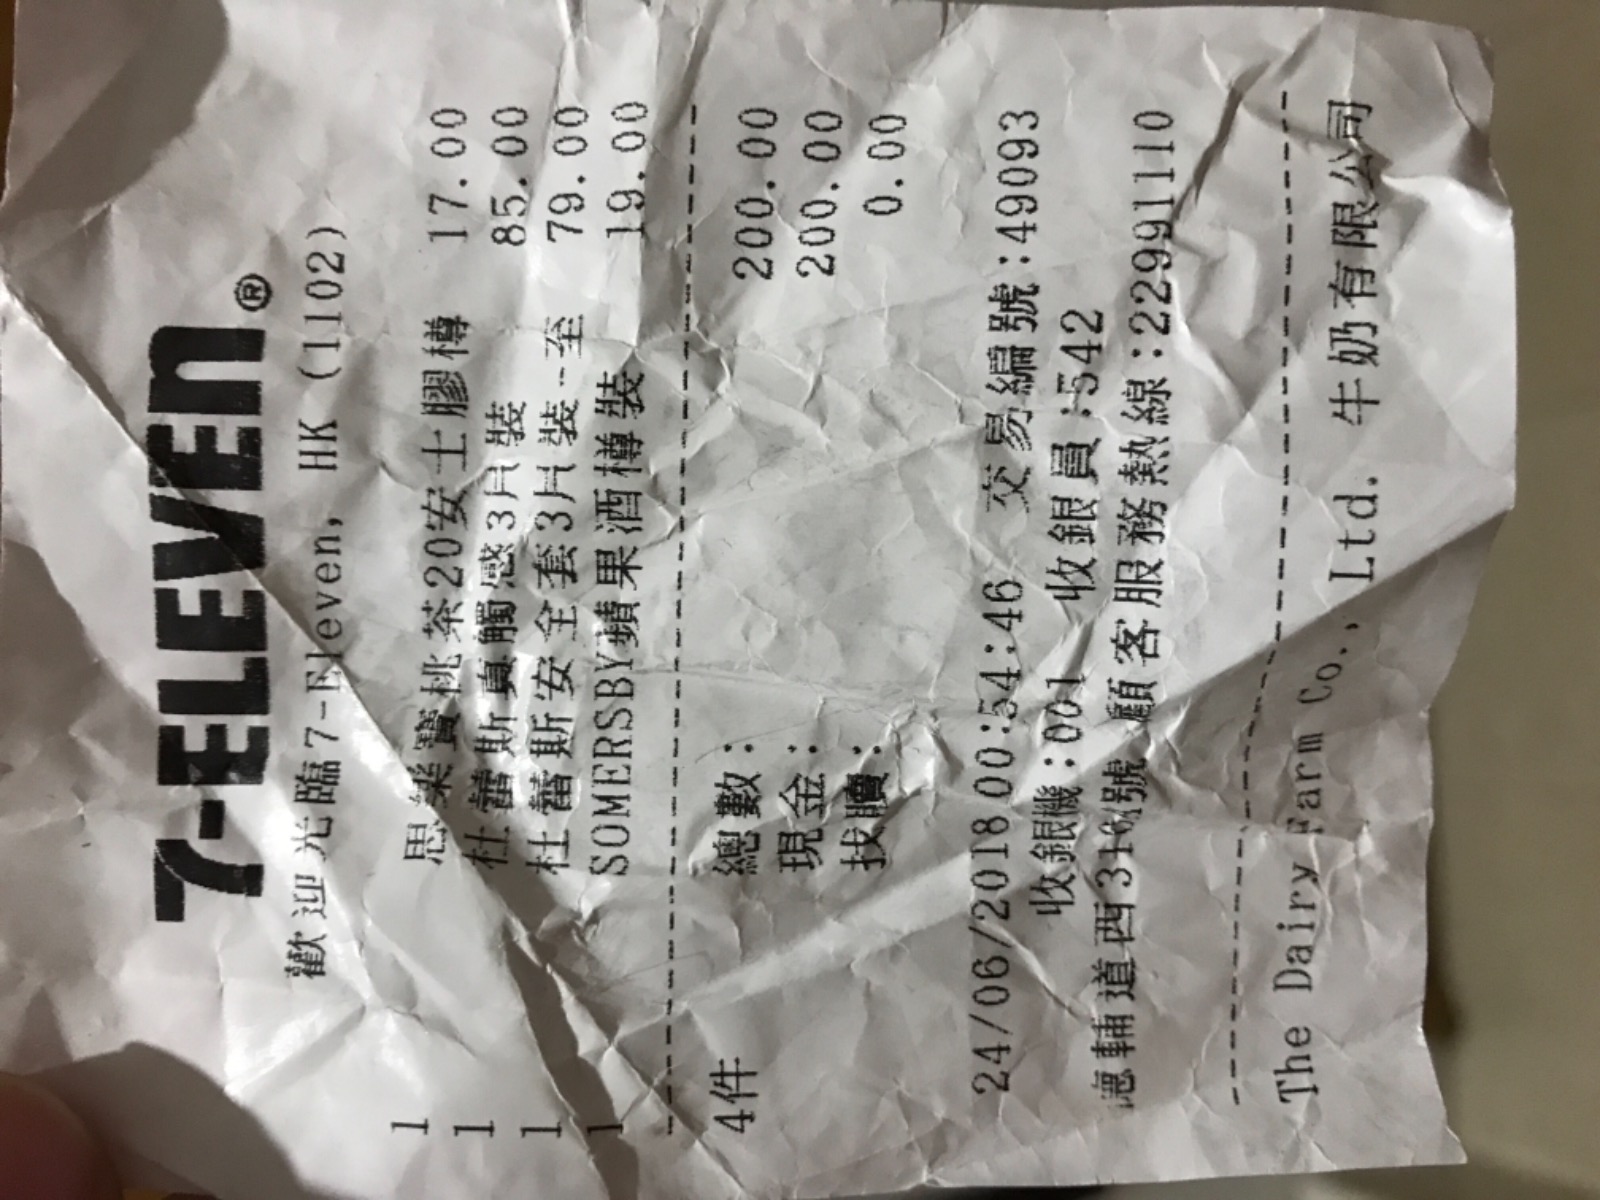 7-ELEVEN®
歡迎光臨7-Eleven, HK (1102)
1 思樂寶桃茶20安士膠樽 17.00
1 杜蕾斯真觸感3片裝 85.00
1 杜蕾斯安全套3片裝--至 79.00
1 SOMERSBY蘋果酒樽裝 19.00
4件 總數: 200.00
現金: 200.00
找贖: 0.00
24/06/2018 00:54:46 交易編號:49093
收銀機:001 收銀員:542
德輔道西316號 顧客服務熱線:22991110
The Dairy Farm Co., Ltd. 牛奶有限公司